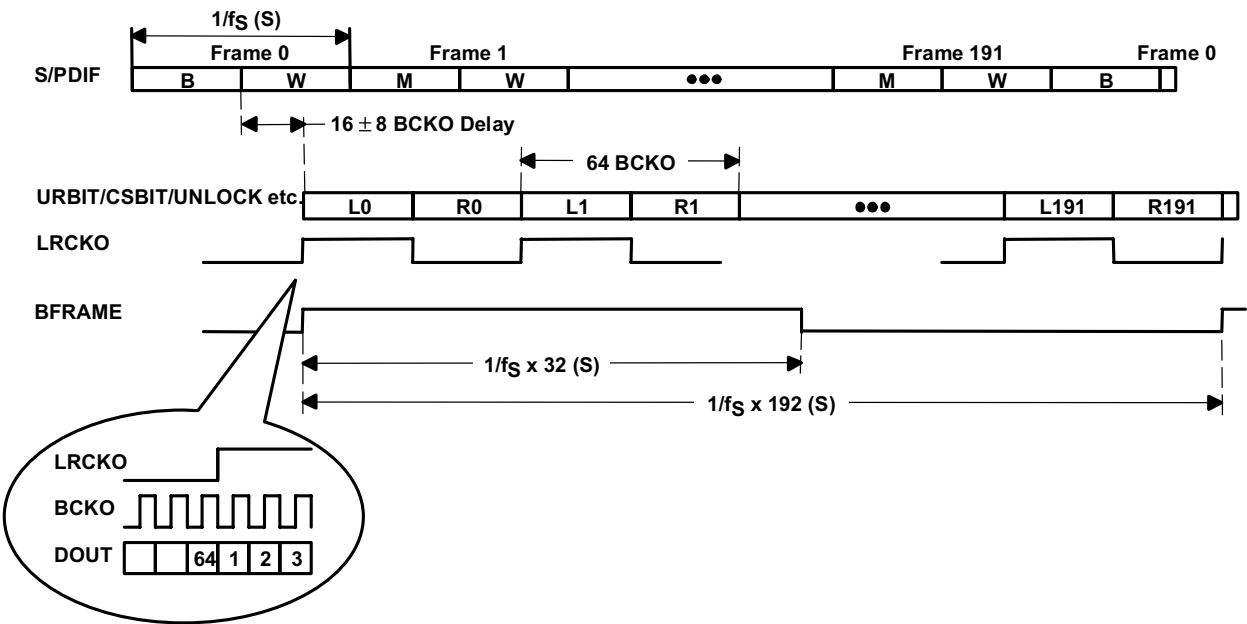 1/fS (S)
Frame 0 Frame 1 Frame 191 Frame 0
S/PDIF B W M W ••• M W B
16 ± 8 BCKO Delay
64 BCKO
URBIT/CSBIT/UNLOCK etc. L0 R0 L1 R1 ••• L191 R191
LRCKO
BFRAME
1/fS x 32 (S)
1/fS x 192 (S)
LRCKO
BCKO
DOUT 64 1 2 3